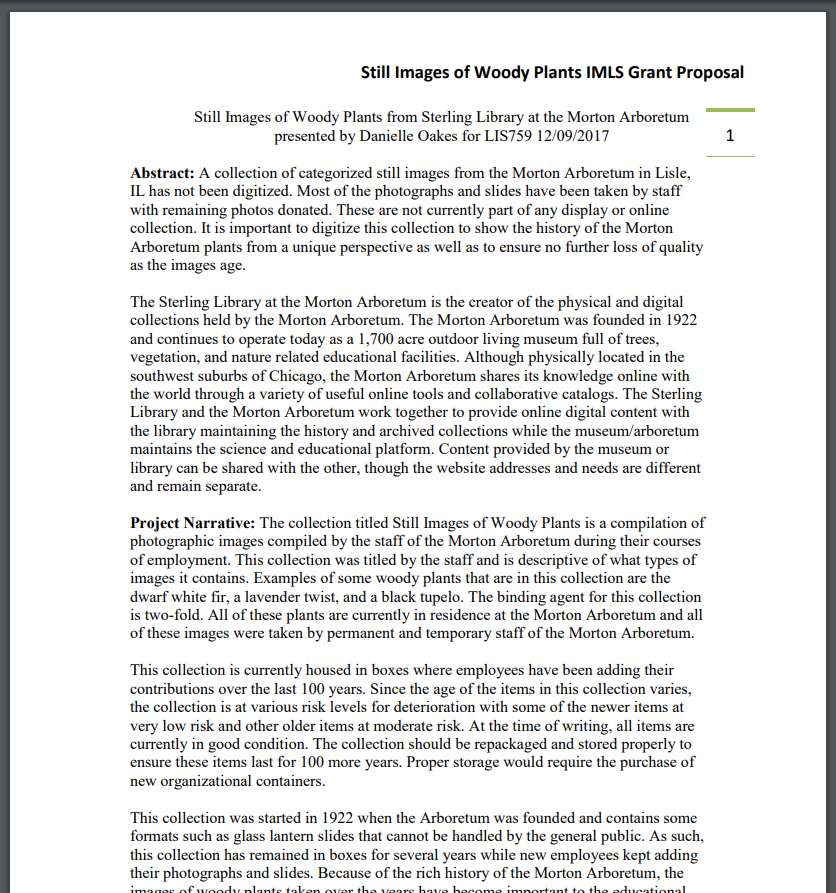 Still Images of Woody Plants IMLS Grant Proposal
Still Images of Woody Plants from Sterling Library at the Morton Arboretum
presented by Danielle Oakes for LIS759 12/09/2017
1
Abstract: A collection of categorized still images from the Morton Arboretum in Lisle,
IL has not been digitized. Most of the photographs and slides have been taken by staff
with remaining photos donated. These are not currently part of any display or online
collection. It is important to digitize this collection to show the history of the Morton
Arboretum plants from a unique perspective as well as to ensure no further loss of quality
as the images age.
The Sterling Library at the Morton Arboretum is the creator of the physical and digital
collections held by the Morton Arboretum. The Morton Arboretum was founded in 1922
and continues to operate today as a 1,700 acre outdoor living museum full of trees,
vegetation, and nature related educational facilities. Although physically located in the
southwest suburbs of Chicago, the Morton Arboretum shares its knowledge online with
the world through a variety of useful online tools and collaborative catalogs. The Sterling
Library and the Morton Arboretum work together to provide online digital content with
the library maintaining the history and archived collections while the museum/arboretum
maintains the science and educational platform. Content provided by the museum or
library can be shared with the other, though the website addresses and needs are different
and remain separate.
Project Narrative: The collection titled Still Images of Woody Plants is a compilation of
photographic images compiled by the staff of the Morton Arboretum during their courses
of employment. This collection was titled by the staff and is descriptive of what types of
images it contains. Examples of some woody plants that are in this collection are the
dwarf white fir, a lavender twist, and a black tupelo. The binding agent for this collection
is two-fold. All of these plants are currently in residence at the Morton Arboretum and all
of these images were taken by permanent and temporary staff of the Morton Arboretum.
This collection is currently housed in boxes where employees have been adding their
contributions over the last 100 years. Since the age of the items in this collection varies,
the collection is at various risk levels for deterioration with some of the newer items at
very low risk and other older items at moderate risk. At the time of writing, all items are
currently in good condition. The collection should be repackaged and stored properly to
ensure these items last for 100 more years. Proper storage would require the purchase of
new organizational containers.
This collection was started in 1922 when the Arboretum was founded and contains some
formats such as glass lantern slides that cannot be handled by the general public. As such,
this collection has remained in boxes for several years while new employees kept adding
their photographs and slides. Because of the rich history of the Morton Arboretum, the
images of woody plants taken over the years have become important to the educational